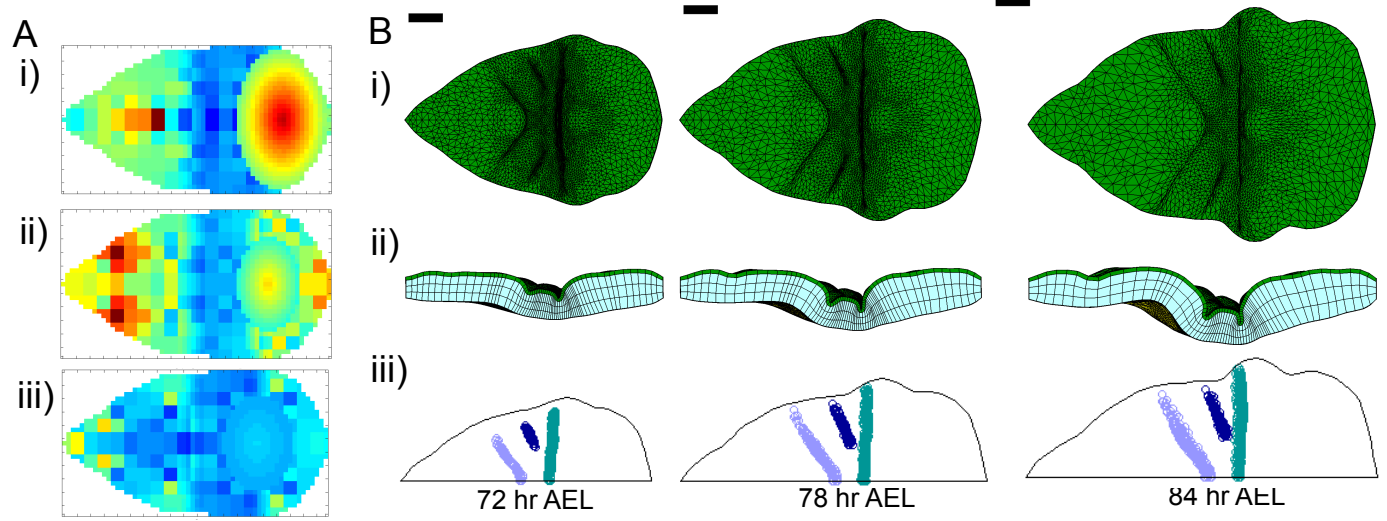 A
i)
ii)
iii)
B
i)
ii)
iii)
72 hr AEL
78 hr AEL
84 hr AEL